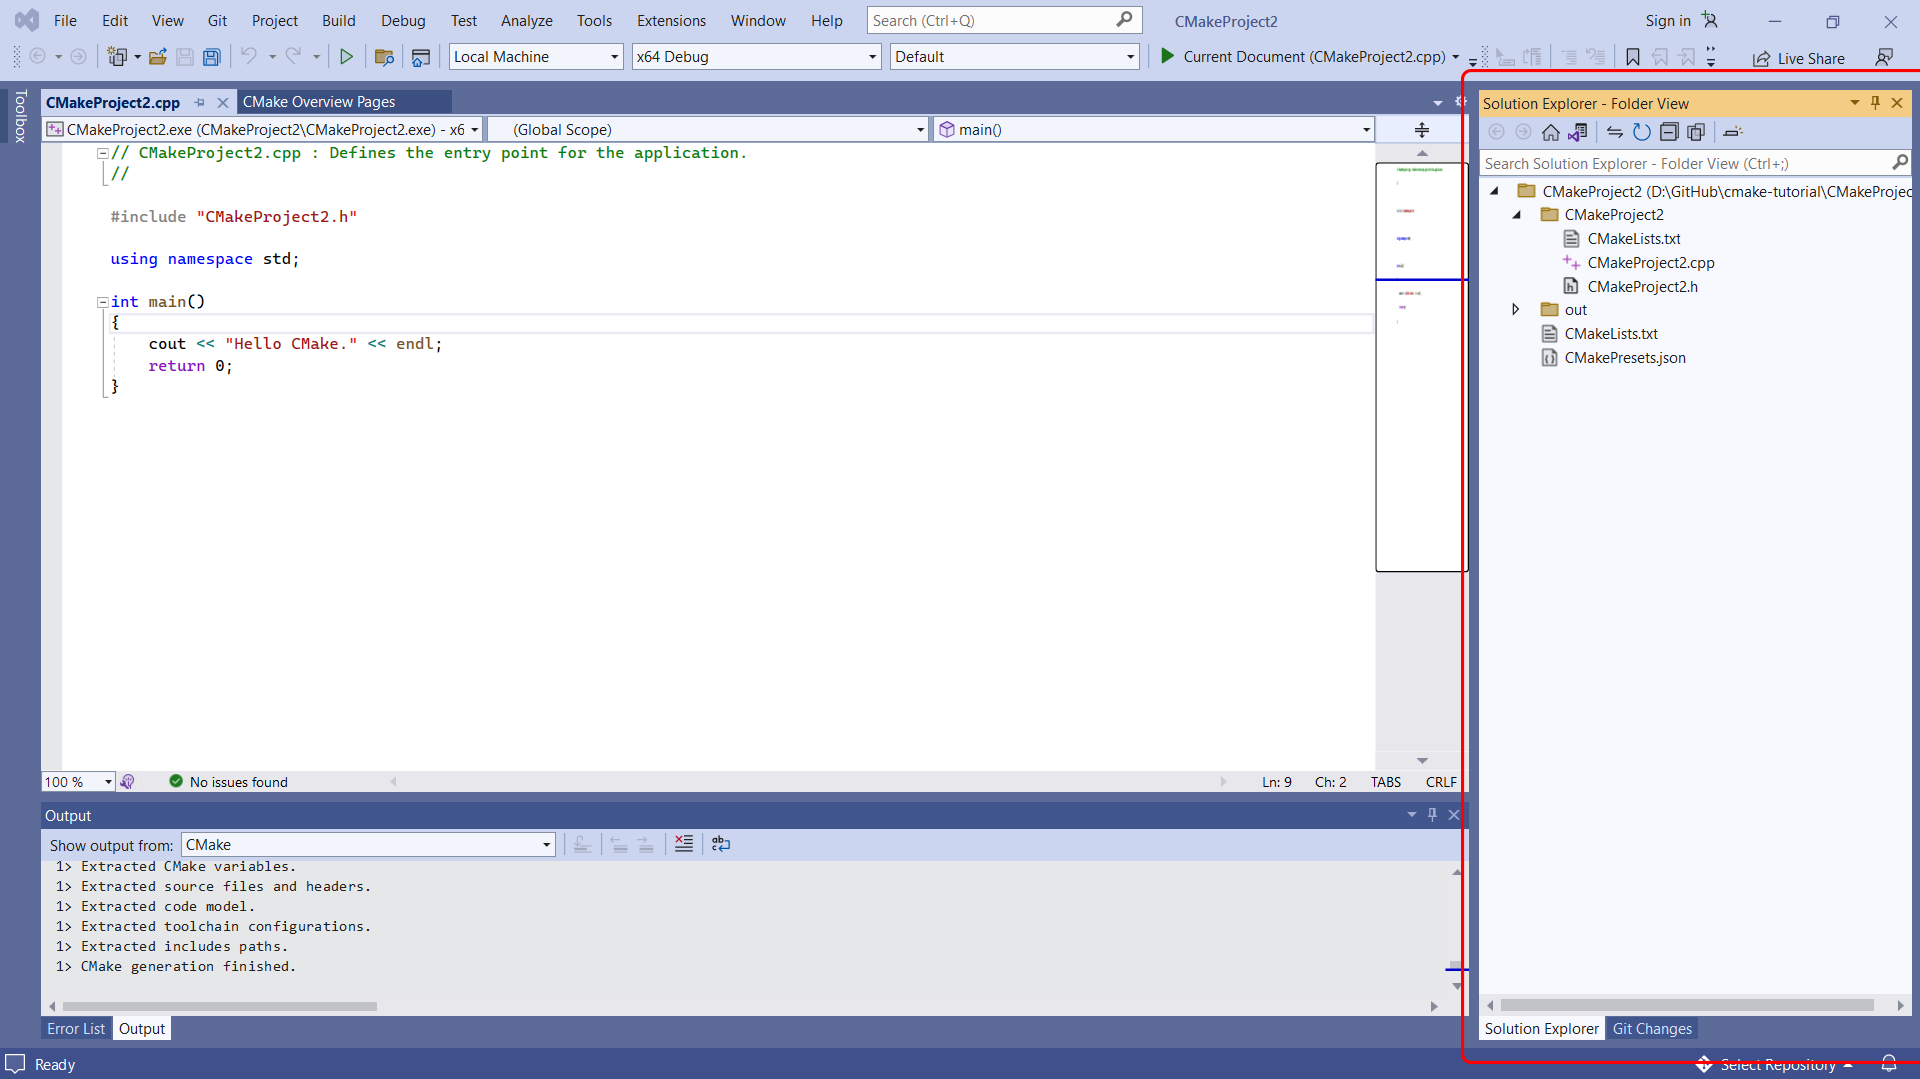 File Edit View Git Project Build Debug Test Analyze Tools Extensions Window Help Search (Ctrl+Q) CMakeProject2 Sign in
Local Machine x64 Debug Default Current Document (CMakeProject2.cpp) Live Share
Toolbox
CMakeProject2.cpp CMake Overview Pages
CMakeProject2.exe (CMakeProject2\CMakeProject2.exe) - x6 (Global Scope) main()
// CMakeProject2.cpp : Defines the entry point for the application.
//
#include "CMakeProject2.h"
using namespace std;
int main()
{
cout << "Hello CMake." << endl;
return 0;
}
100 % No issues found Ln: 9 Ch: 2 TABS CRLF
Output
Show output from: CMake
1> Extracted CMake variables.
1> Extracted source files and headers.
1> Extracted code model.
1> Extracted toolchain configurations.
1> Extracted includes paths.
1> CMake generation finished.
Error List Output
Solution Explorer - Folder View
Search Solution Explorer - Folder View (Ctrl+;)
CMakeProject2 (D:\GitHub\cmake-tutorial\CMakeProjec
CMakeProject2
CMakeLists.txt
CMakeProject2.cpp
CMakeProject2.h
out
CMakeLists.txt
CMakePresets.json
Solution Explorer Git Changes
Ready Select Repository